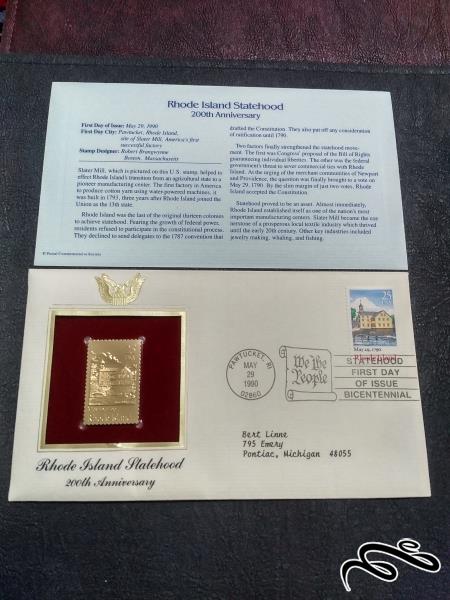 Rhode Island Statehood
200th Anniversary
First Day of Issue: May 29, 1990
First Day City: Pawtucket, Rhode Island,
site of Slater Mill, America's first
successful factory
Stamp Designer: Robert Brangwynne
Boston, Massachusetts
Slater Mill, which is pictured on this U.S. stamp, helped to
effect Rhode Island's transition from an agricultural state to a
pioneer manufacturing center. The first factory in America
to produce cotton yarn using water-powered machines, it
was built in 1793, three years after Rhode Island joined the
Union as the 13th state.
Rhode Island was the last of the original thirteen colonies
to achieve statehood. Fearing the growth of federal power,
residents refused to participate in the constitutional process.
They declined to send delegates to the 1787 convention that
drafted the Constitution. They also put off any consideration
of ratification until 1790.
Two factors finally strengthened the statehood move-
ment. The first was Congress' proposal of the Bill of Rights
guaranteeing individual liberties. The other was the federal
government's threat to sever commercial ties with Rhode
Island. At the urging of the merchant communities of Newport
and Providence, the question was finally brought to a vote on
May 29, 1790. By the slim margin of just two votes, Rhode
Island accepted the Constitution.
Statehood proved to be an asset. Almost immediately,
Rhode Island established itself as one of the nation's most
important manufacturing centers. Slater Mill became the cor-
nerstone of a prosperous local textile industry which thrived
until the early 20th century. Other key industries included
jewelry making, whaling, and fishing.
© Postal Commemorative Society
25
USA
May 29, 1790
Rhode Island
PAWTUCKET, RI
MAY
29
1990
02860
We the
People
STATEHOOD
FIRST DAY
OF ISSUE
BICENTENNIAL
Bert Linne
795 Emery
Pontiac, Michigan 48055
Rhode Island Statehood
200th Anniversary